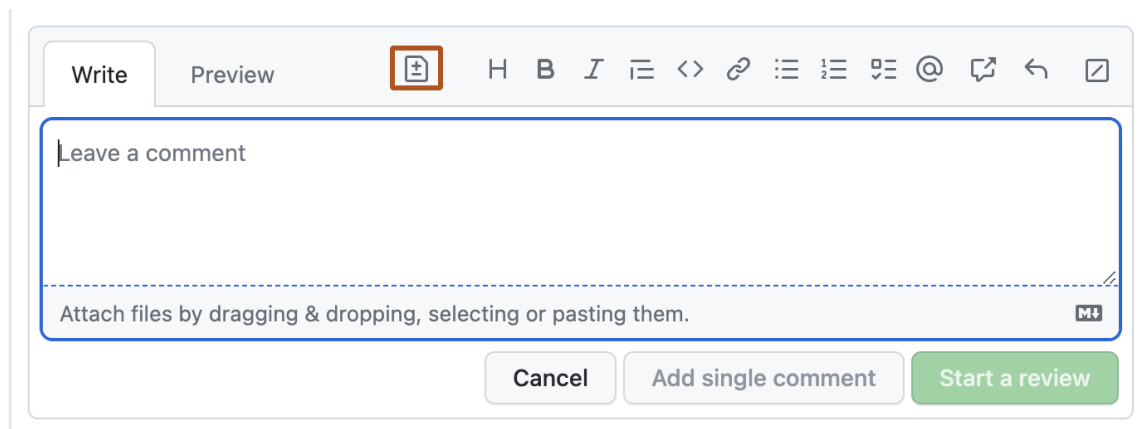 Write Preview H B I <> @
Leave a comment
Attach files by dragging & dropping, selecting or pasting them. M↓
Cancel Add single comment Start a review